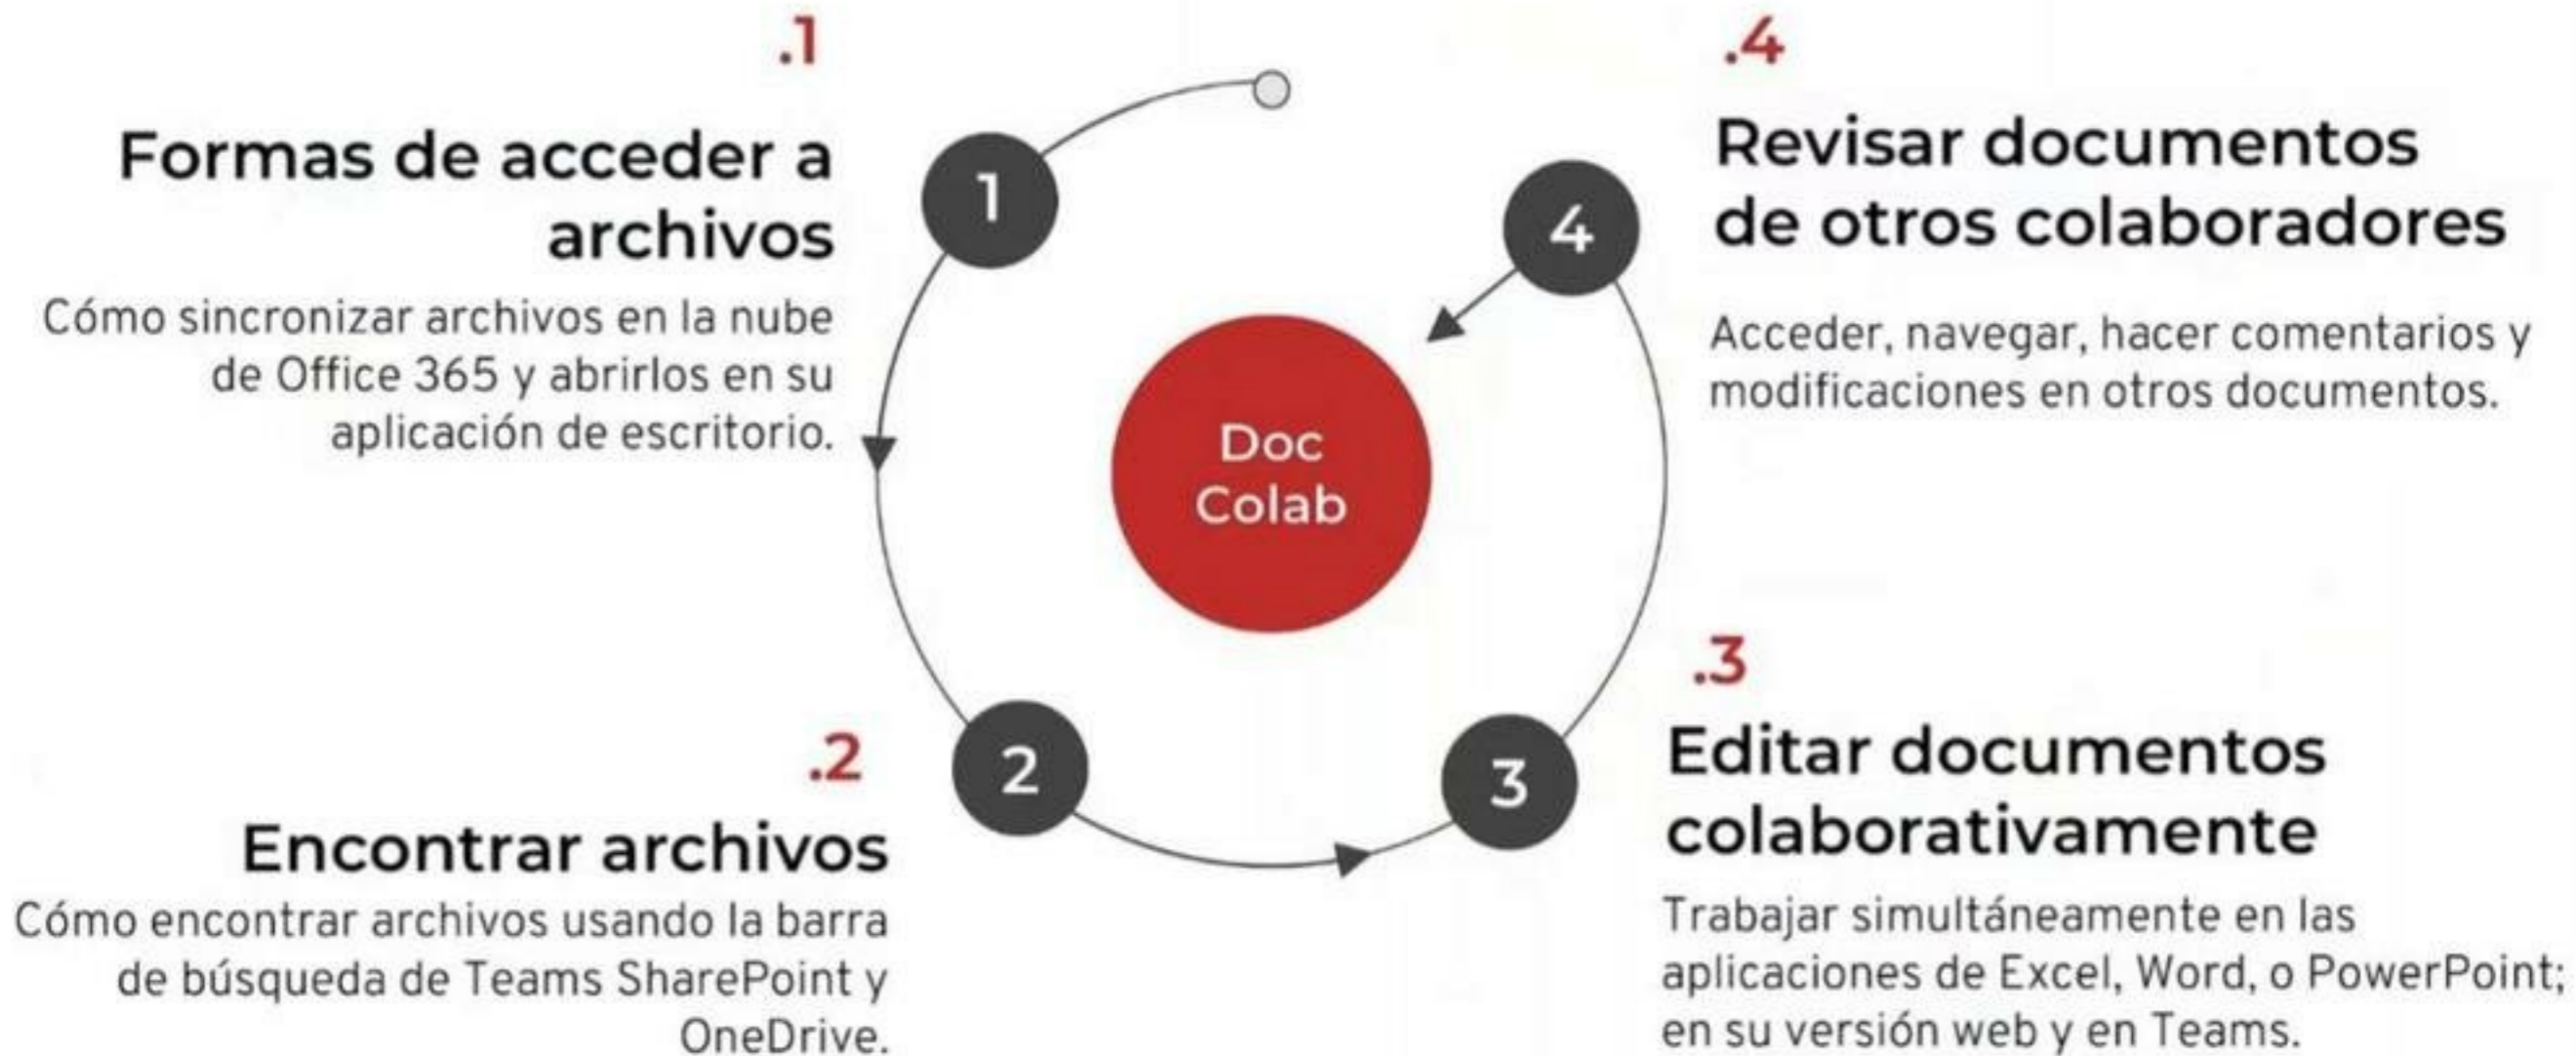 .1
Formas de acceder a
archivos
Cómo sincronizar archivos en la nube
de Office 365 y abrirlos en su
aplicación de escritorio.
.2
Encontrar archivos
Cómo encontrar archivos usando la barra
de búsqueda de Teams SharePoint y
OneDrive.
1
2
3
4
Doc
Colab
.3
Editar documentos
colaborativamente
Trabajar simultáneamente en las
aplicaciones de Excel, Word, o PowerPoint;
en su versión web y en Teams.
.4
Revisar documentos
de otros colaboradores
Acceder, navegar, hacer comentarios y
modificaciones en otros documentos.